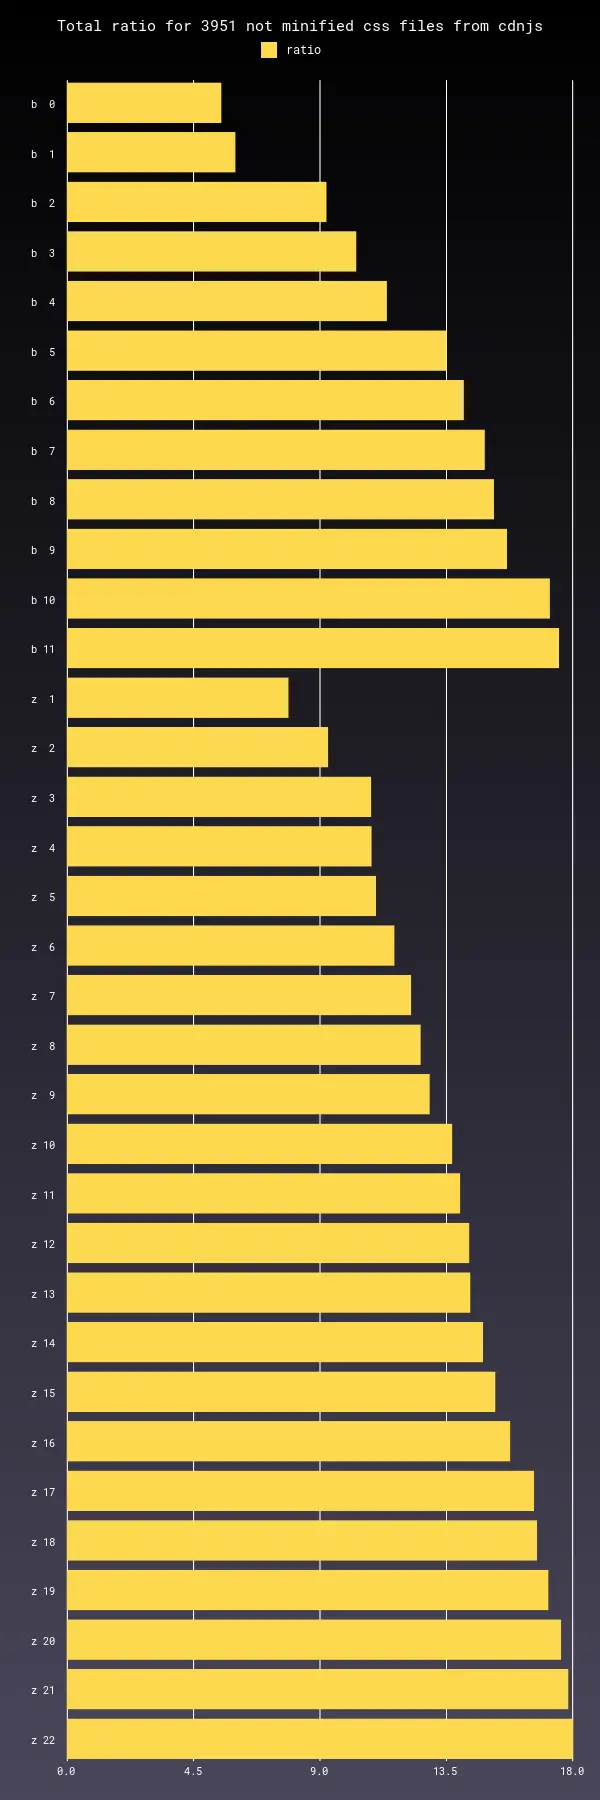 Total ratio for 3951 not minified css files from cdnjs
ratio
b 0
b 1
b 2
b 3
b 4
b 5
b 6
b 7
b 8
b 9
b 10
b 11
z 1
z 2
z 3
z 4
z 5
z 6
z 7
z 8
z 9
z 10
z 11
z 12
z 13
z 14
z 15
z 16
z 17
z 18
z 19
z 20
z 21
z 22
0.0 4.5 9.0 13.5 18.0